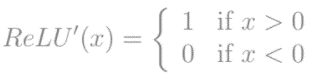 ReLU′(x) = { 1 if x > 0
0 if x < 0